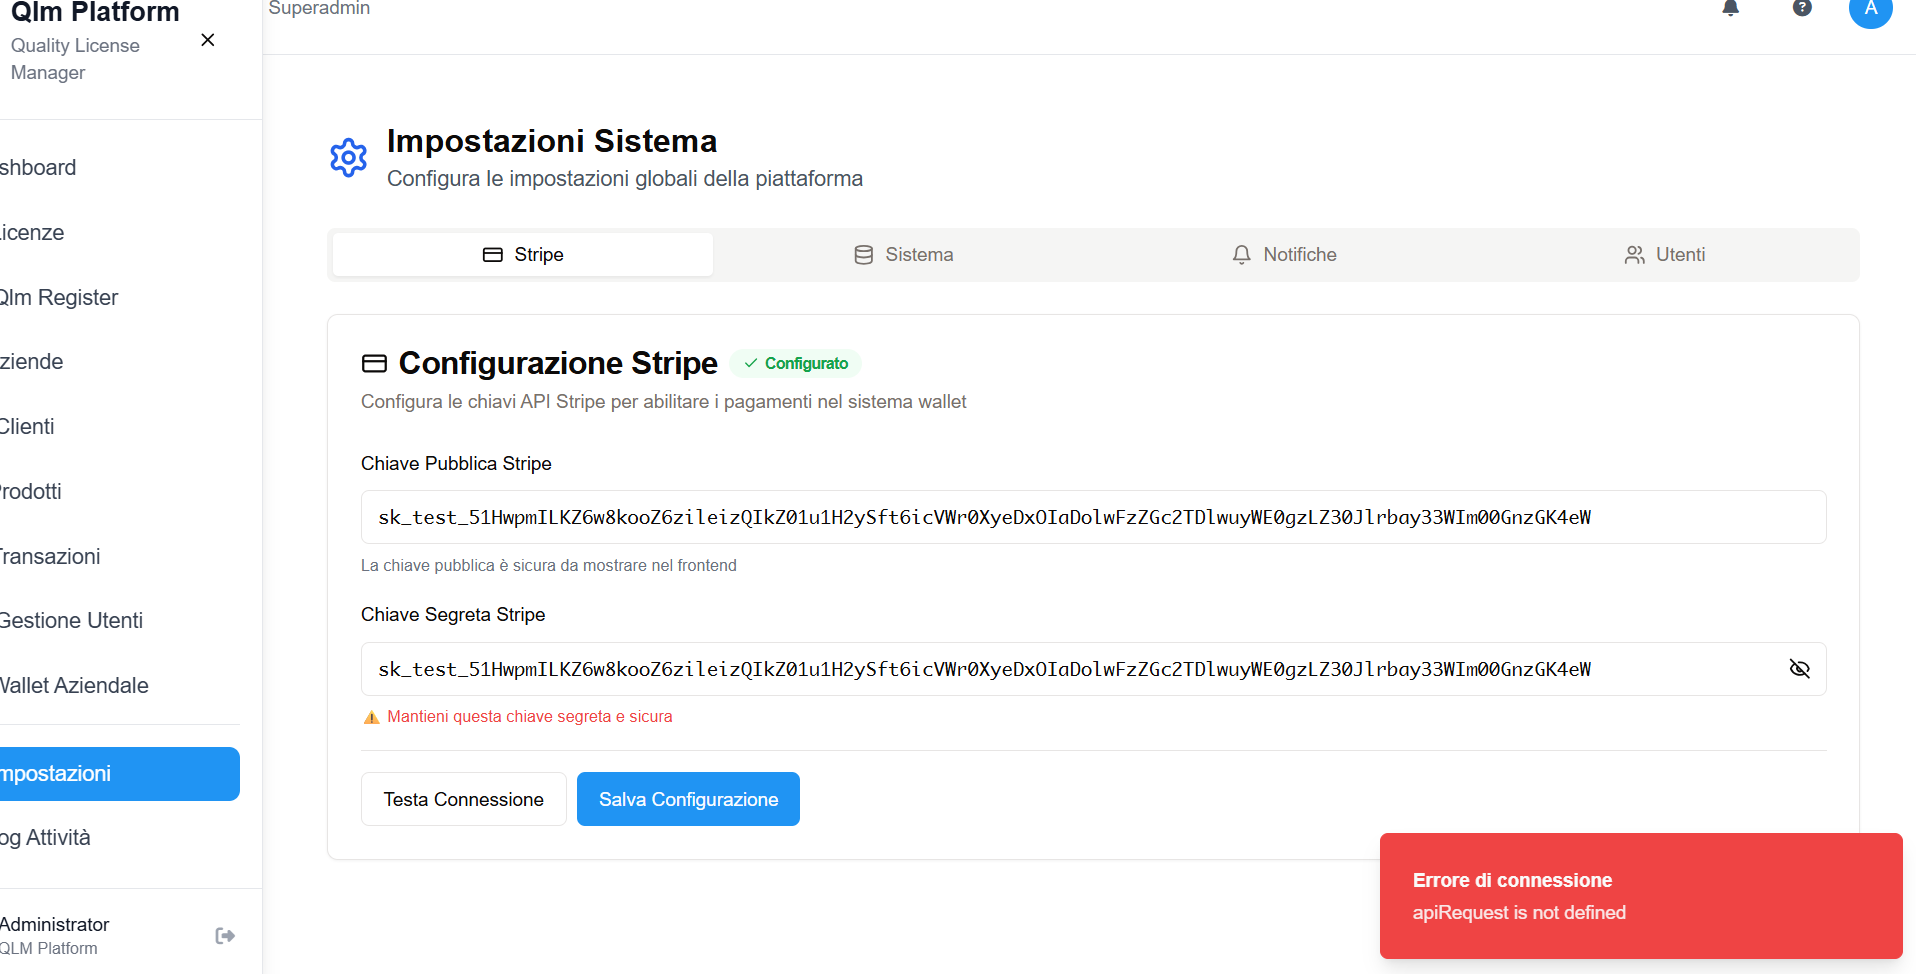 Qlm Platform
Quality License
Manager
Superadmin
?
A
shboard
icenze
Qlm Register
ziende
Clienti
rodotti
Transazioni
Gestione Utenti
Wallet Aziendale
mpostazioni
og Attività
Administrator
QLM Platform
Impostazioni Sistema
Configura le impostazioni globali della piattaforma
Stripe
Sistema
Notifiche
Utenti
Configurazione Stripe
Configurato
Configura le chiavi API Stripe per abilitare i pagamenti nel sistema wallet
Chiave Pubblica Stripe
sk_test_51HwpmILKZ6w8kooZ6zileizQIkZ01u1H2ySft6icVWr0XyeDxOIaDolwFzZGc2TDlwuyWE0gzLZ30Jlrbay33WIm00GnzGK4eW
La chiave pubblica è sicura da mostrare nel frontend
Chiave Segreta Stripe
sk_test_51HwpmILKZ6w8kooZ6zileizQIkZ01u1H2ySft6icVWr0XyeDxOIaDolwFzZGc2TDlwuyWE0gzLZ30Jlrbay33WIm00GnzGK4eW
Mantieni questa chiave segreta e sicura
Testa Connessione
Salva Configurazione
Errore di connessione
apiRequest is not defined